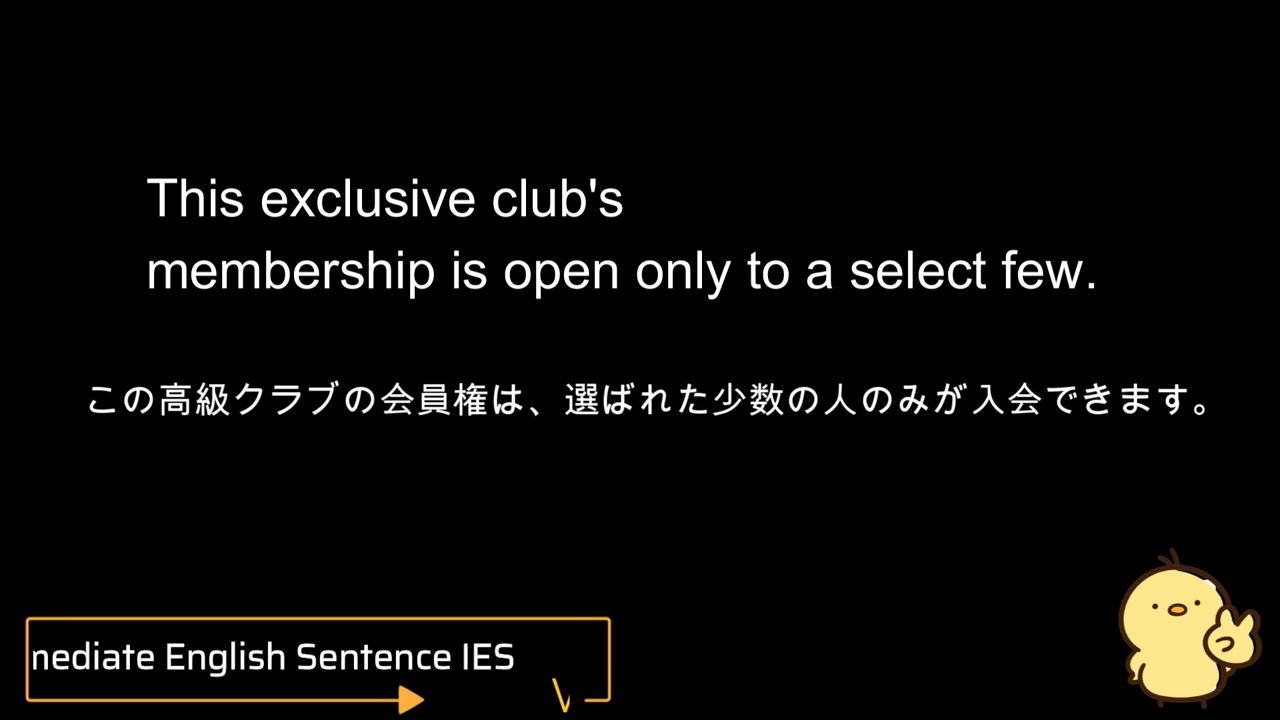 This exclusive club's
membership is open only to a select few.
この高級クラブの会員権は、選ばれた少数の人のみが入会できます。
nediate English Sentence IES